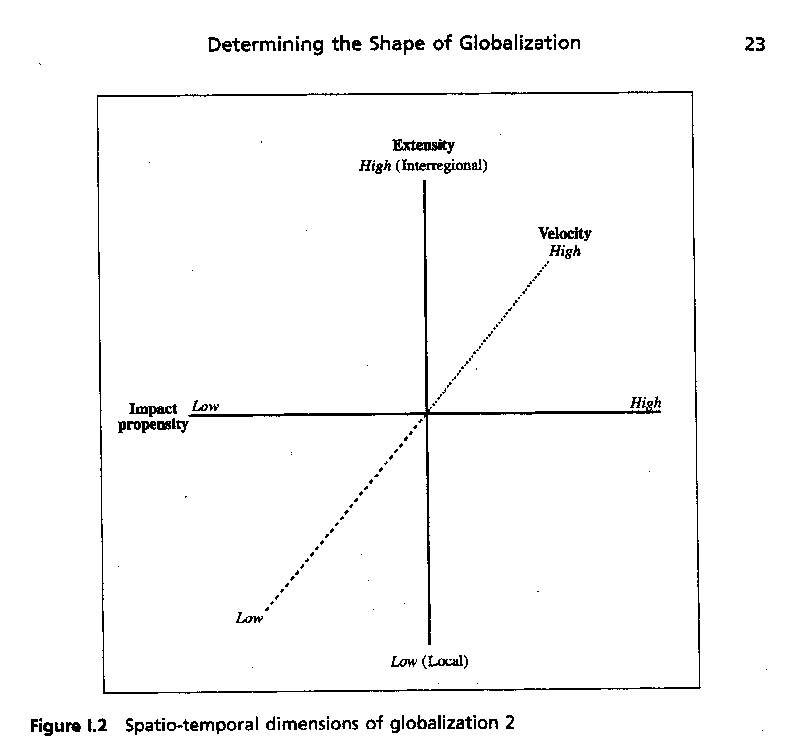 Determining the Shape of Globalization 23
Extensity
High (Interregional)
Velocity
High
Impact Low
propensity
High
Low
Low (Local)
Figure I.2 Spatio-temporal dimensions of globalization 2